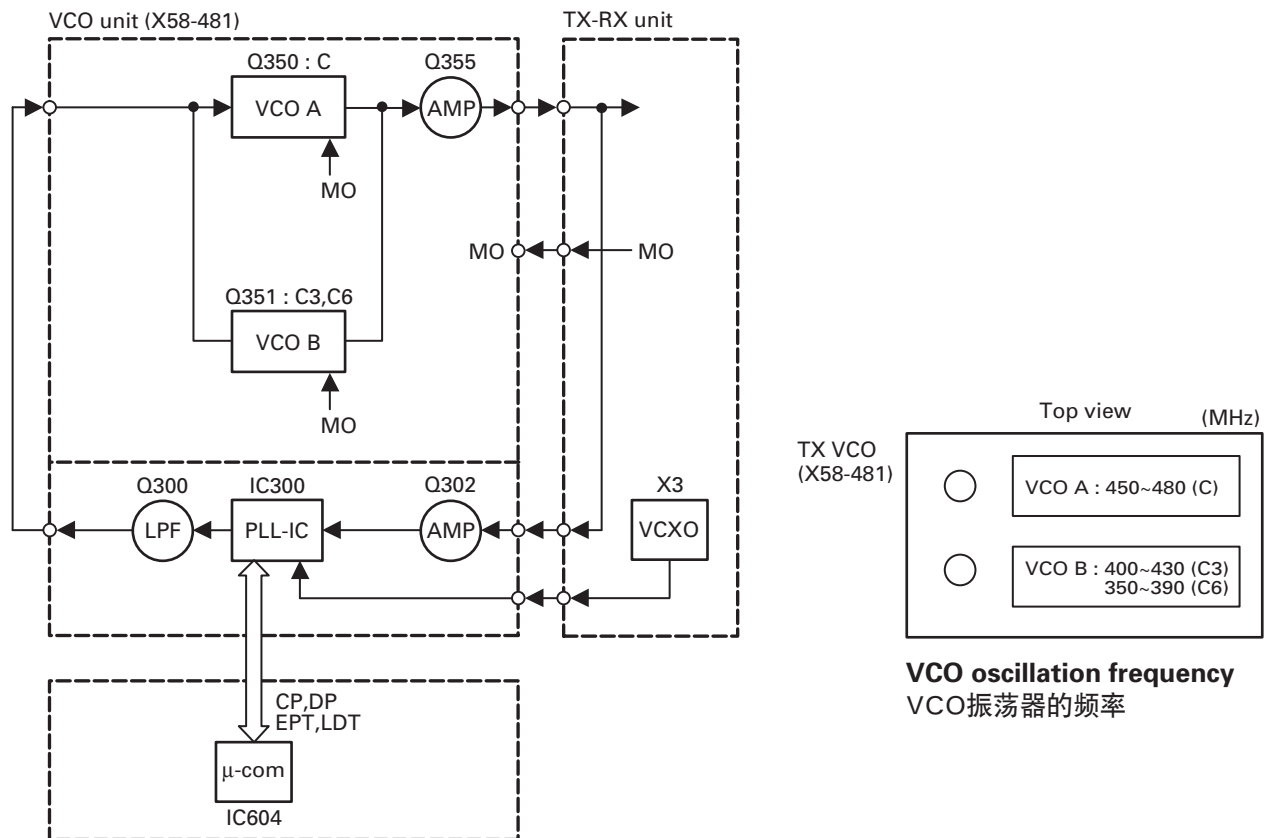 VCO unit (X58-481)
TX-RX unit
Q350 : C
Q355
VCO A
AMP
MO
MO
MO
Q351 : C3,C6
VCO B
MO
Q300
IC300
Q302
X3
LPF
PLL-IC
AMP
VCXO
CP,DP
EPT,LDT
µ-com
IC604
Top view
(MHz)
TX VCO
(X58-481)
VCO A : 450~480 (C)
VCO B : 400~430 (C3)
350~390 (C6)
VCO oscillation frequency
VCO振荡器的频率